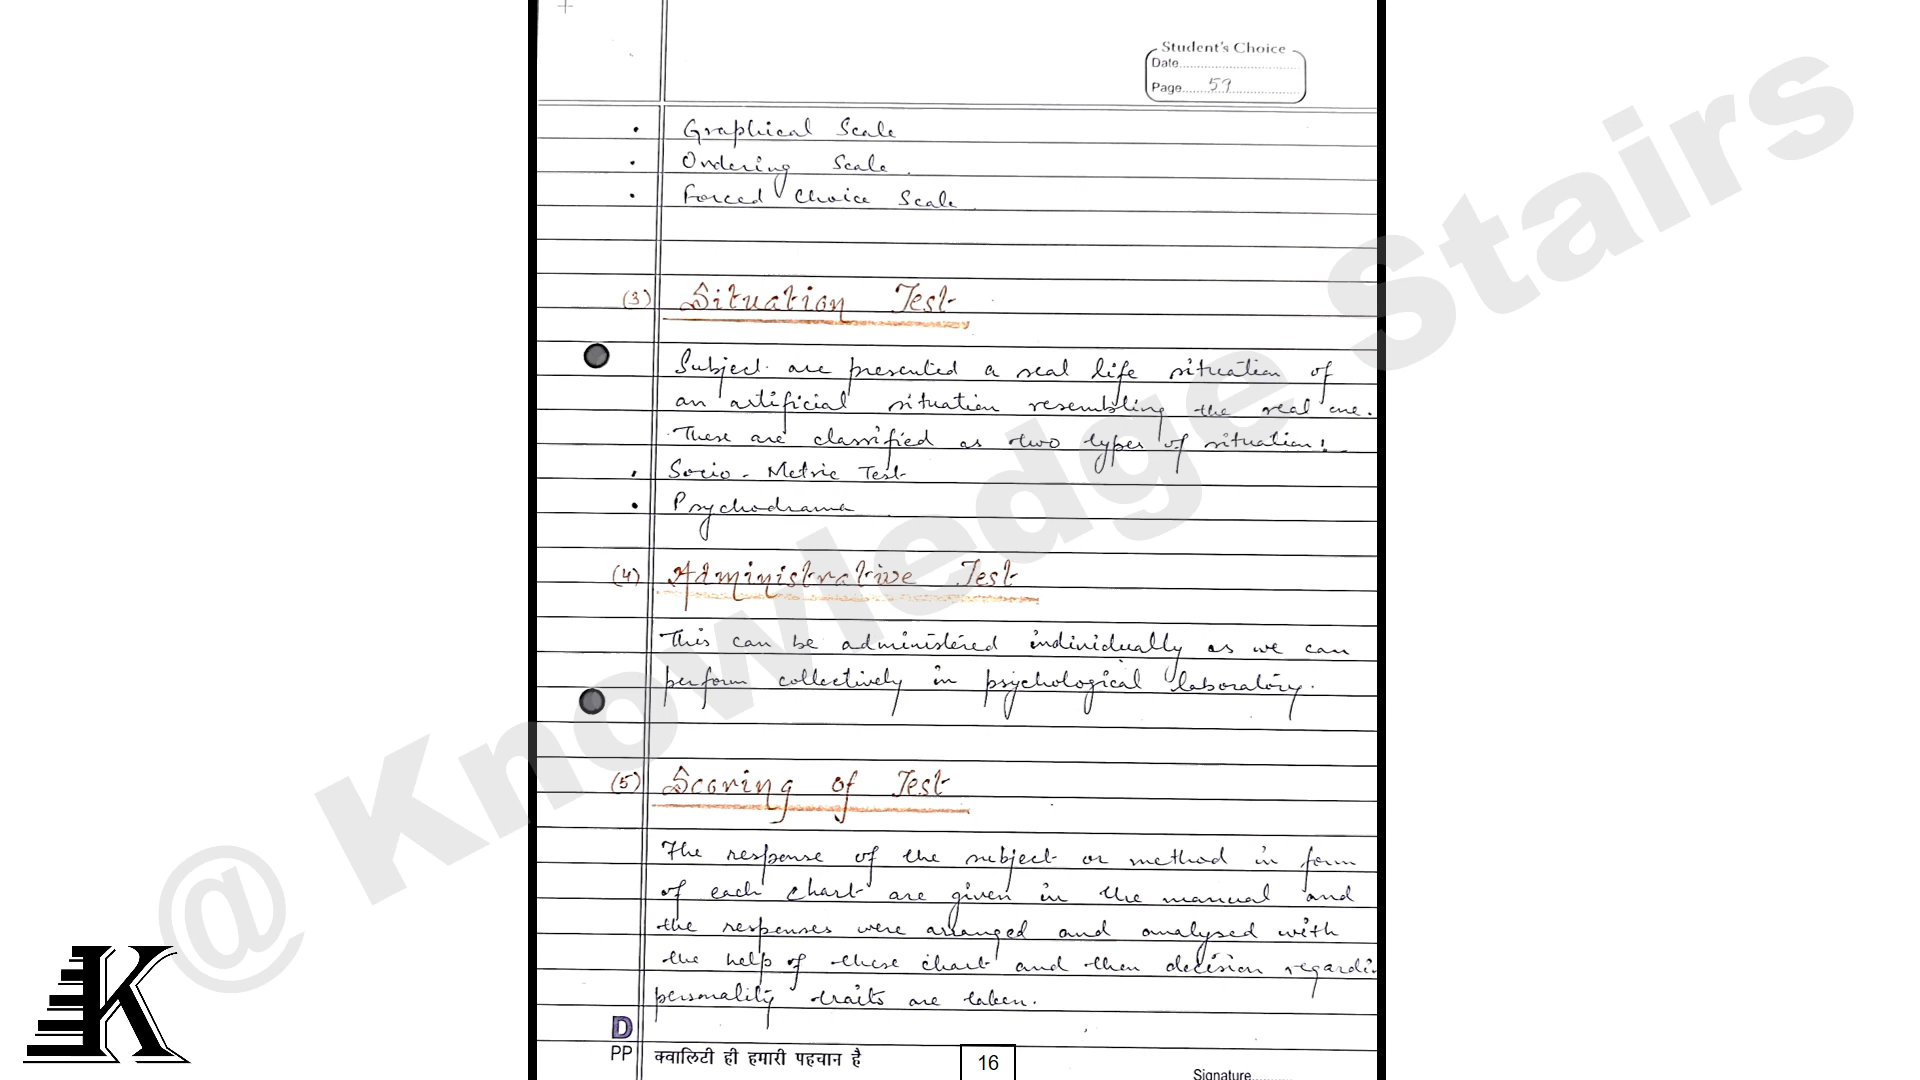 Student's Choice
Date
Page 59
• Graphical Scale
• Ordering Scale.
• Forced Choice Scale.
(3) Situation Test
Subject are presented a real life situation of
an artificial situation resembling the real one.
These are classified as two types of situation:
• Socio-Metric Test
• Psychodrama
(4) Administrative Test
This can be administered individually as we can
perform collectively in psychological laboratory.
(5) Scoring of Test
The response of the subject or method in form
of each chart are given in the manual and
the responses were arranged and analysed with
the help of these chart and then decision regardi
personality traits are taken.
D
PP क्वालिटी ही हमारी पहचान है
16
Signature
@ Knowledge Stairs
K